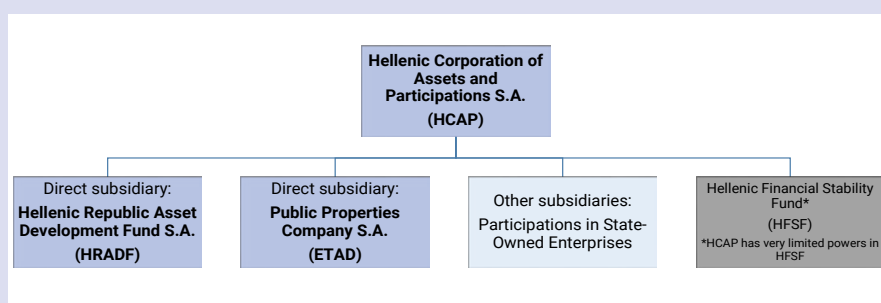 Hellenic Corporation of
Assets and
Participations S.A.
(HCAP)
Direct subsidiary:
Hellenic Republic Asset
Development Fund S.A.
(HRADF)
Direct subsidiary:
Public Properties
Company S.A.
(ETAD)
Other subsidiaries:
Participations in State-
Owned Enterprises
Hellenic Financial Stability
Fund*
(HFSF)
*HCAP has very limited powers in
HFSF